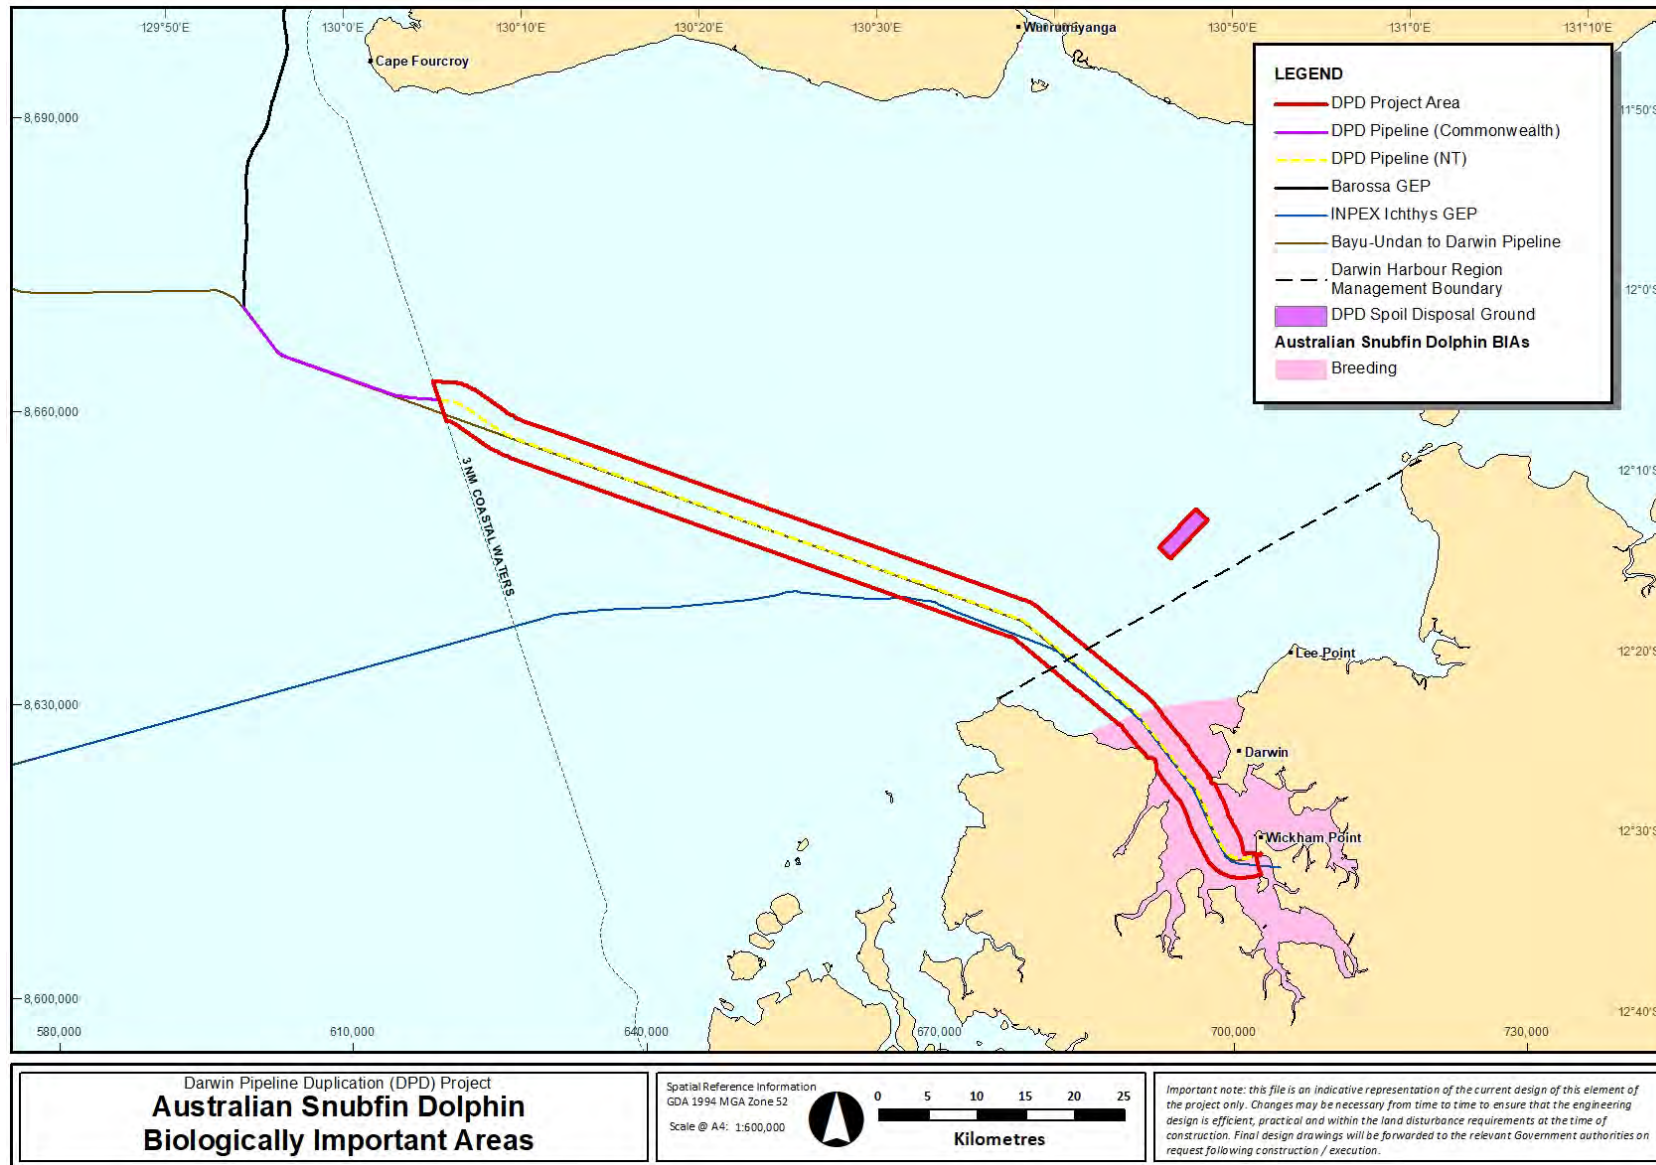 129°50'E 130°0'E 130°10'E 130°20'E 130°30'E 130°50'E 131°0'E 131°10'E
Wurrumiyanga
Cape Fourcroy
8,690,000
8,660,000
8,630,000
8,600,000
11°50'S
12°0'S
12°10'S
12°20'S
12°30'S
12°40'S
LEGEND
DPD Project Area
DPD Pipeline (Commonwealth)
DPD Pipeline (NT)
Barossa GEP
INPEX Ichthys GEP
Bayu-Undan to Darwin Pipeline
Darwin Harbour Region
Management Boundary
DPD Spoil Disposal Ground
Australian Snubfin Dolphin BIAs
Breeding
3 NM COASTAL WATERS
Lee Point
Darwin
Wickham Point
580,000 610,000 640,000 670,000 700,000 730,000
Darwin Pipeline Duplication (DPD) Project
Australian Snubfin Dolphin
Biologically Important Areas
Spatial Reference Information
GDA 1994 MGA Zone 52
Scale @ A4: 1:600,000
0 5 10 15 20 25
Kilometres
Important note: this file is an indicative representation of the current design of this element of
the project only. Changes may be necessary from time to time to ensure that the engineering
design is efficient, practical and within the land disturbance requirements at the time of
construction. Final design drawings will be forwarded to the relevant Government authorities on
request following construction / execution.